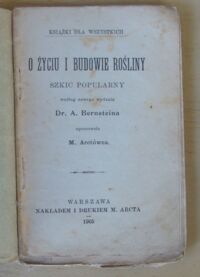 KSIĄŻKI DLA WSZYSTKICH
O ŻYCIU I BUDOWIE ROŚLINY
SZKIC POPULARNY
według nowego wydania
Dr. A. Bernsteina
opracowała
M. Arctówna.
WARSZAWA
NAKŁADEM I DRUKIEM M. ARCTA
1905